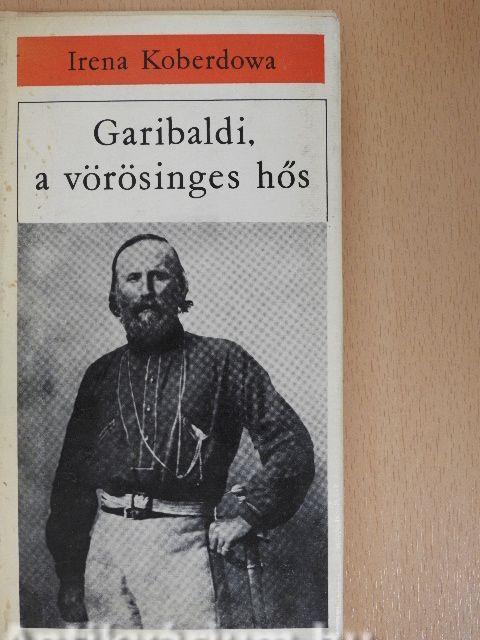 Irena Koberdowa
Garibaldi,
a vörösinges hős